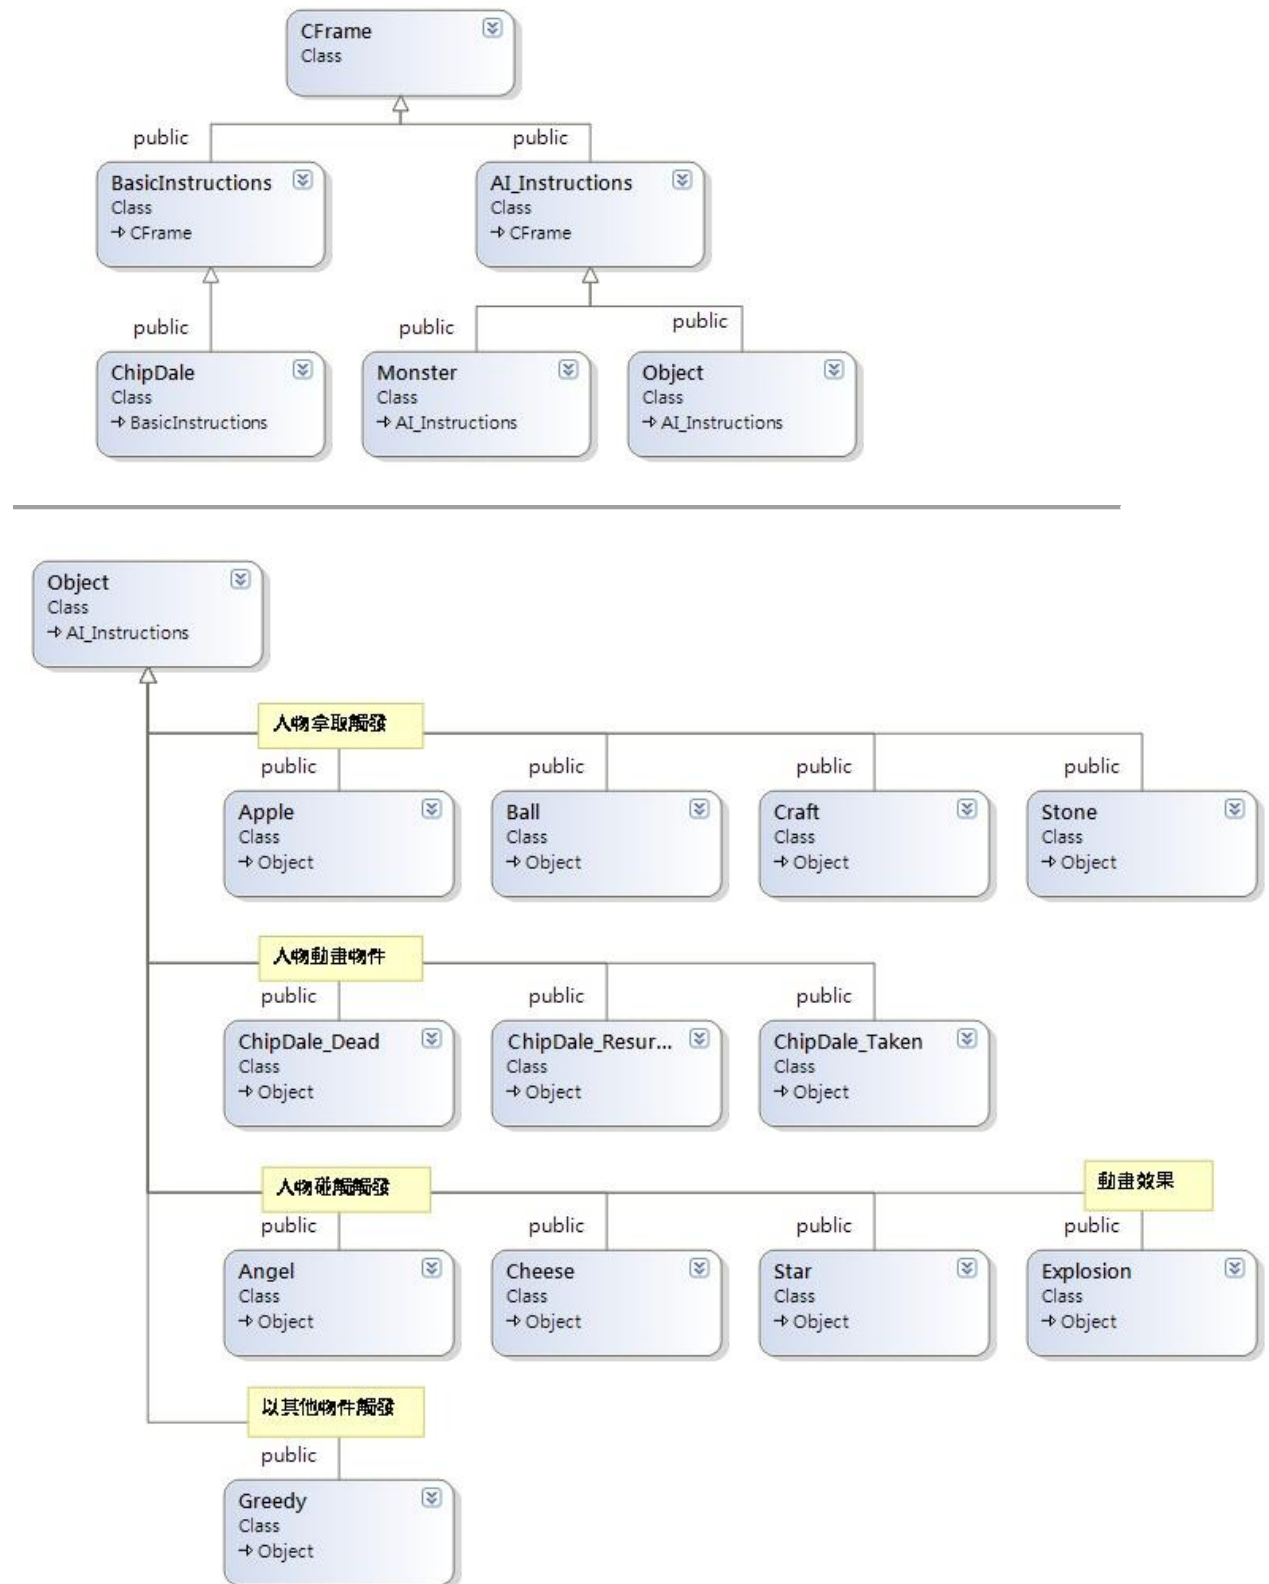 CFrame
Class
public
public
BasicInstructions
Class
CFrame
AI_Instructions
Class
CFrame
public
public
public
ChipDale
Class
BasicInstructions
Monster
Class
AI_Instructions
Object
Class
AI_Instructions
Object
Class
AI_Instructions
人物拿取觸發
public
public
public
public
Apple
Class
Object
Ball
Class
Object
Craft
Class
Object
Stone
Class
Object
人物動畫物件
public
public
public
ChipDale_Dead
Class
Object
ChipDale_Resur...
Class
Object
ChipDale_Taken
Class
Object
人物碰觸觸發
動畫效果
public
public
public
public
Angel
Class
Object
Cheese
Class
Object
Star
Class
Object
Explosion
Class
Object
以其他物件觸發
public
Greedy
Class
Object